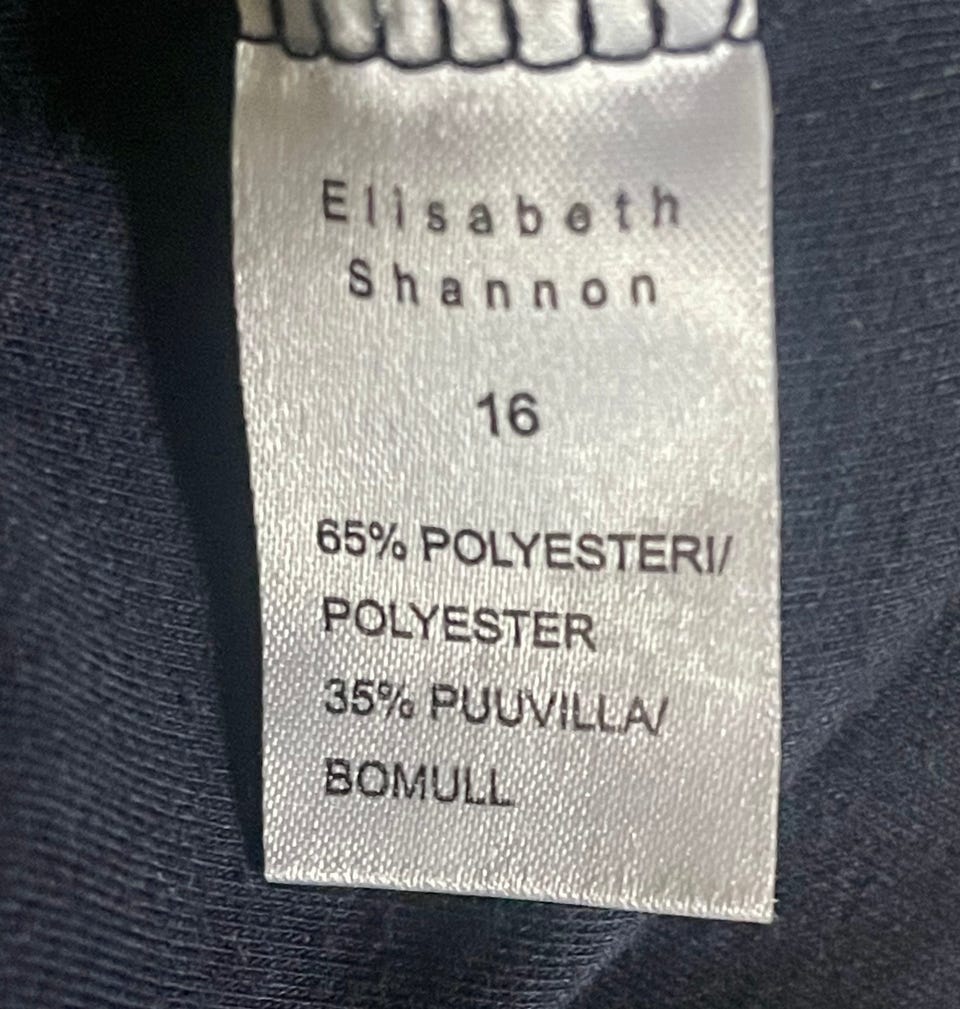 Elisabeth
Shannon
16
65% POLYESTERI/
POLYESTER
35% PUUVILLA/
BOMULL